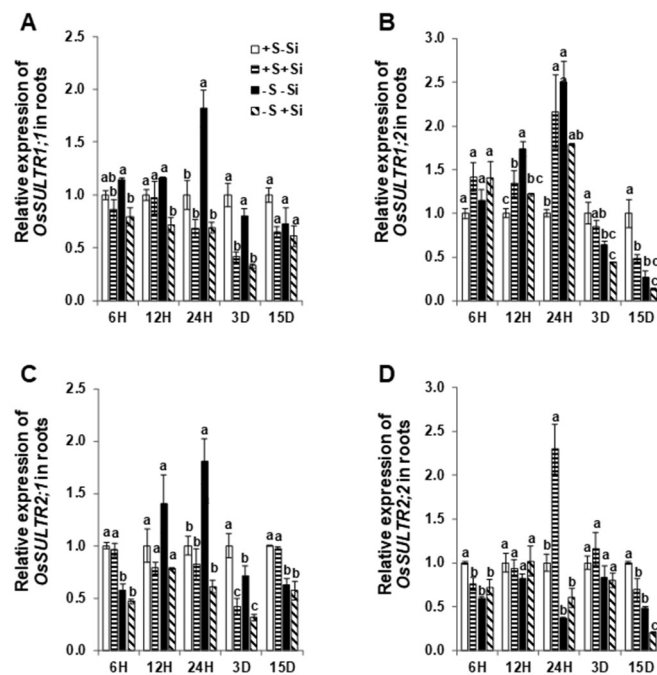 A
Relative expression of
OsSULTR1;1 in roots
2.5
2.0
1.5
1.0
0.5
0.0
+S-Si
+S+Si
-S -Si
-S +Si
ab ab a b
a a a b
b b a b
a b a b
a a a a
6H 12H 24H 3D 15D
B
Relative expression of
OsSULTR1;2 in roots
3.0
2.5
2.0
1.5
1.0
0.5
0.0
a a a a
c b a bc
b a a ab
a ab bc c
a b bc c
6H 12H 24H 3D 15D
C
Relative expression of
OsSULTR2;1 in roots
2.5
2.0
1.5
1.0
0.5
0.0
a a b b
a a a a
b b a b
a c b c
a a b b
6H 12H 24H 3D 15D
D
Relative expression of
OsSULTR2;2 in roots
3.0
2.5
2.0
1.5
1.0
0.5
0.0
a b b b
a a a a
b a b b
a a a a
a b b c
6H 12H 24H 3D 15D